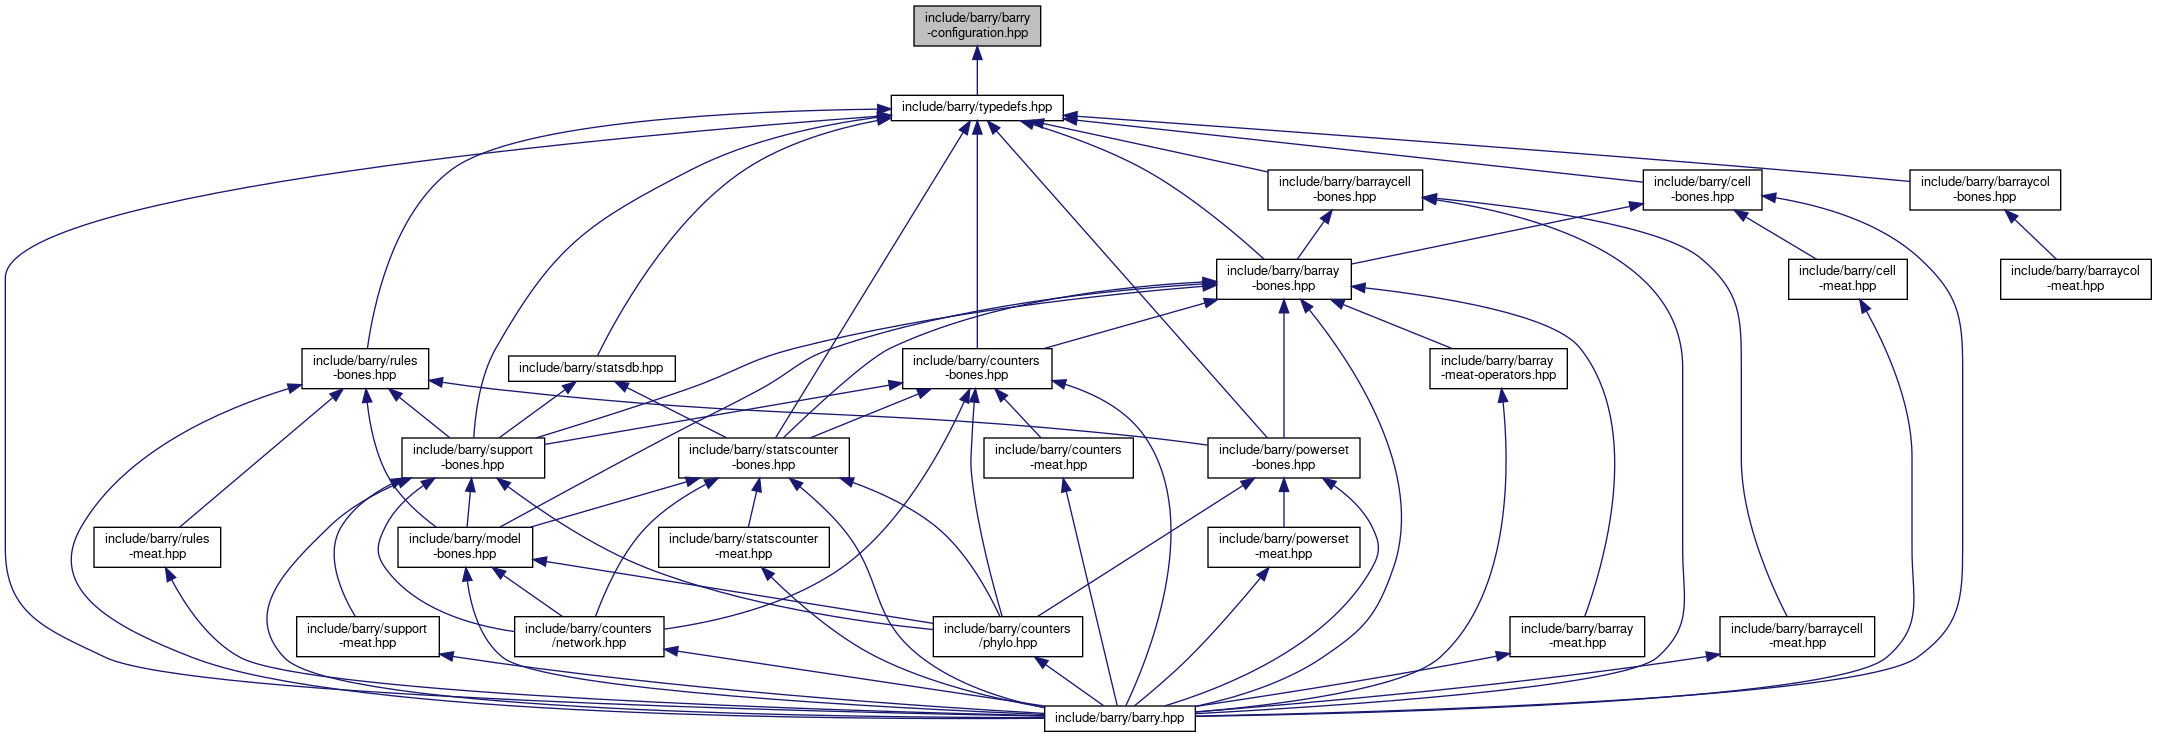 include/barry/barry
-configuration.hpp
include/barry/typedefs.hpp
include/barry/barraycell
-bones.hpp
include/barry/cell
-bones.hpp
include/barry/barraycol
-bones.hpp
include/barry/barray
-bones.hpp
include/barry/cell
-meat.hpp
include/barry/barraycol
-meat.hpp
include/barry/rules
-bones.hpp
include/barry/statsdb.hpp
include/barry/counters
-bones.hpp
include/barry/barray
-meat-operators.hpp
include/barry/support
-bones.hpp
include/barry/statscounter
-bones.hpp
include/barry/counters
-meat.hpp
include/barry/powerset
-bones.hpp
include/barry/rules
-meat.hpp
include/barry/model
-bones.hpp
include/barry/statscounter
-meat.hpp
include/barry/powerset
-meat.hpp
include/barry/support
-meat.hpp
include/barry/counters
/network.hpp
include/barry/counters
/phylo.hpp
include/barry/barray
-meat.hpp
include/barry/barraycell
-meat.hpp
include/barry/barry.hpp